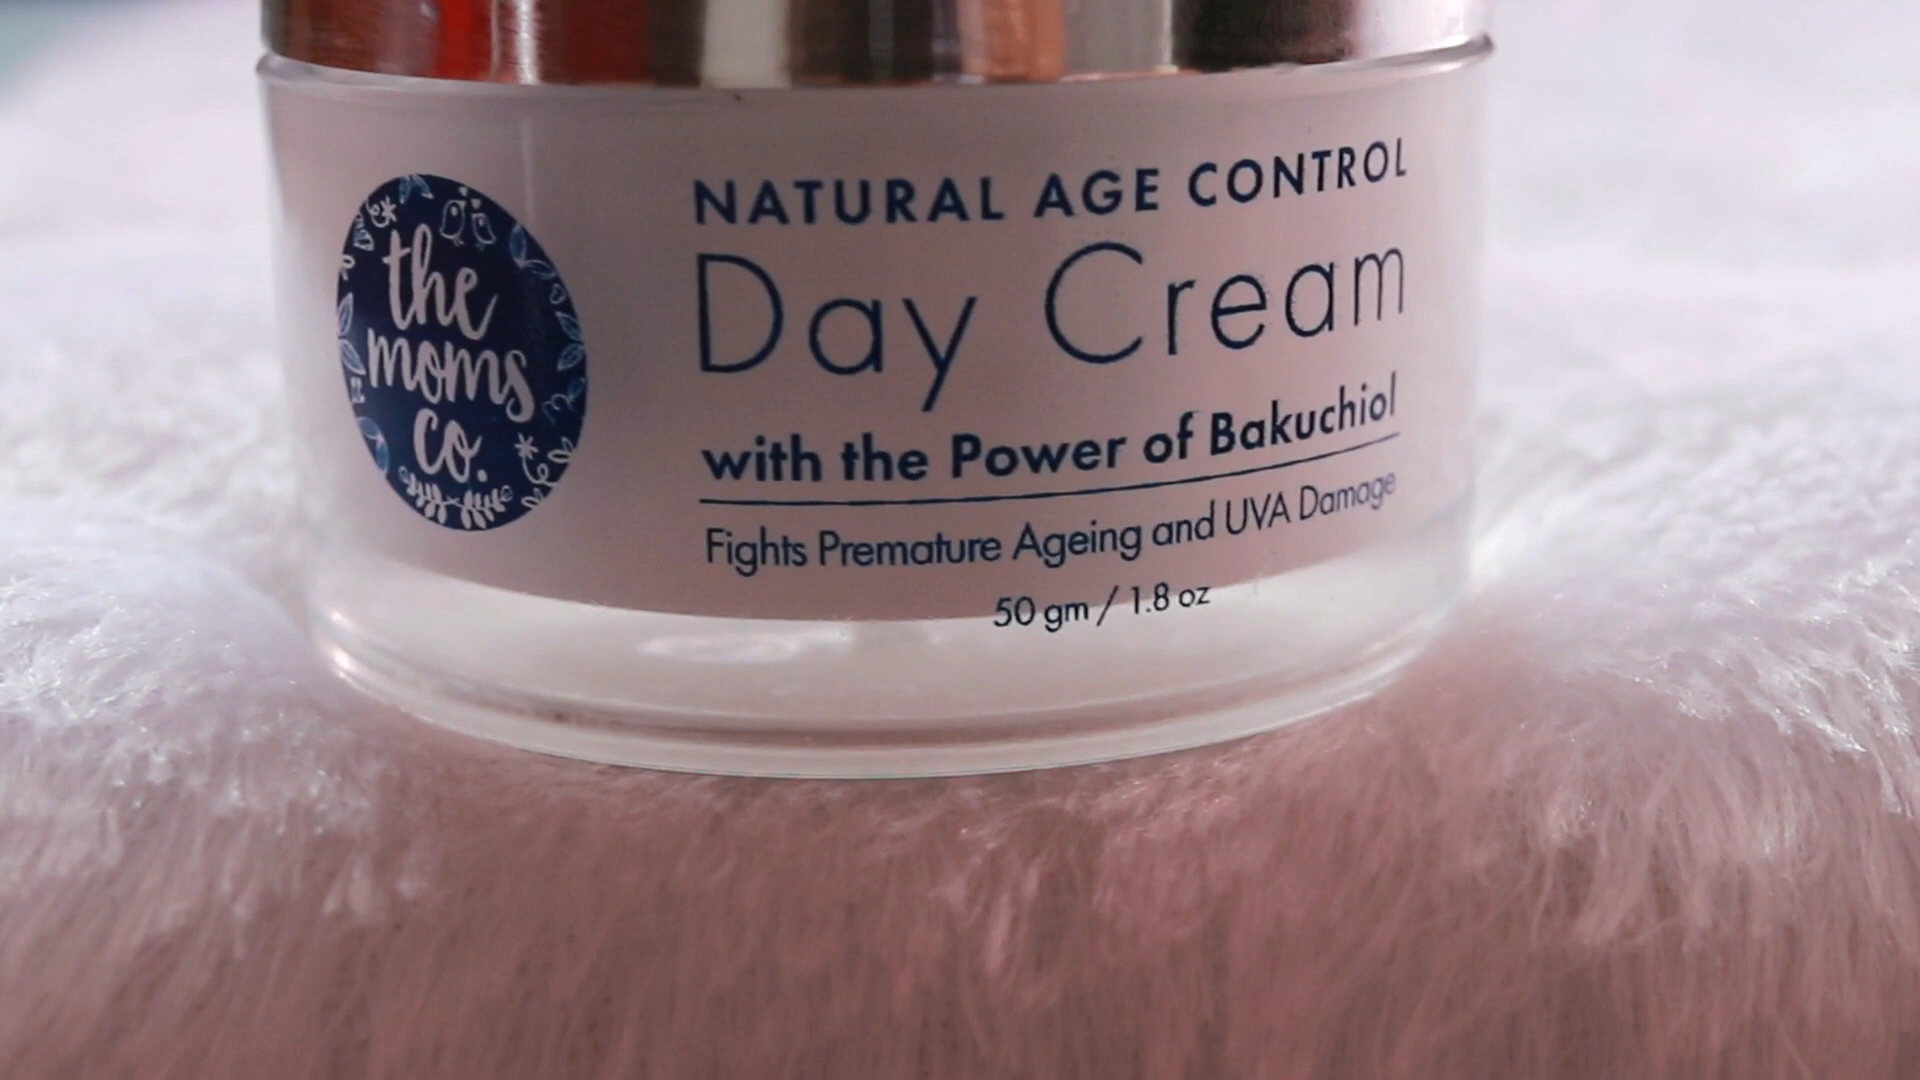 the
moms
co.
NATURAL AGE CONTROL
Day Cream
with the Power of Bakuchiol
Fights Premature Ageing and UVA Damage
50 gm / 1.8 oz